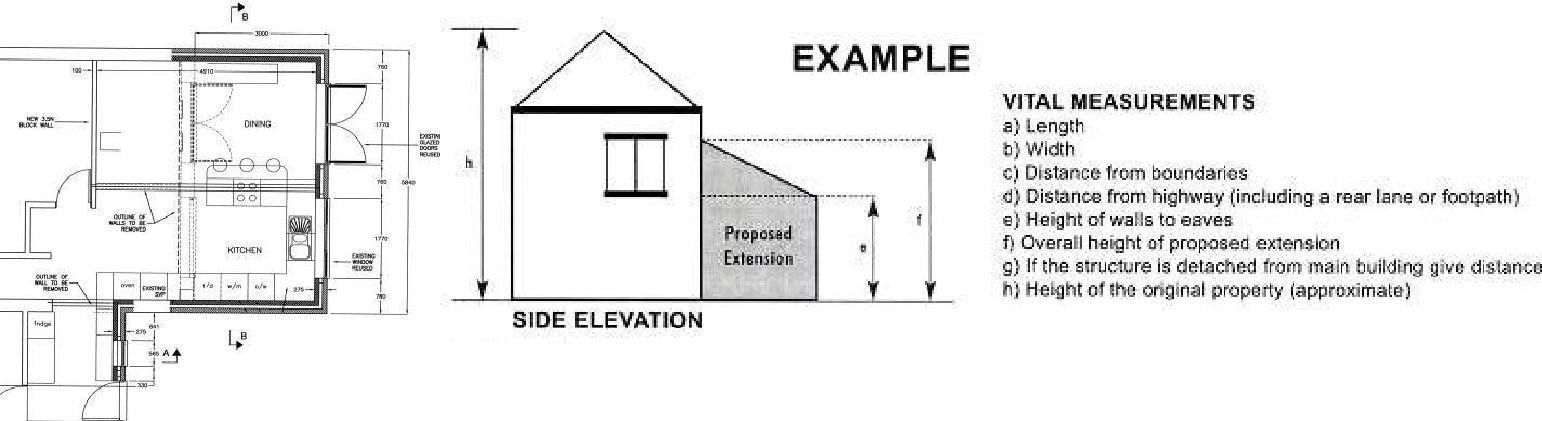 B
3000
100
4910
760
NEW 3.5N
BLOCK WALL
DINING
1770
EXISTIN
GLAZED
DOORS
REUSED
760
5840
OUTLINE OF
WALLS TO BE
REMOVED
KITCHEN
1770
EXISTING
WINDOW
REUSED
OUTLINE OF
WALL TO BE
REMOVED
oven
EXISTING
SVP
t/d
w/m
d/w
275
780
fridge
275
641
B
565
A
330
EXAMPLE
h
Proposed
Extension
e
f
SIDE ELEVATION
VITAL MEASUREMENTS
a) Length
b) Width
c) Distance from boundaries
d) Distance from highway (including a rear lane or footpath)
e) Height of walls to eaves
f) Overall height of proposed extension
g) If the structure is detached from main building give distance
h) Height of the original property (approximate)